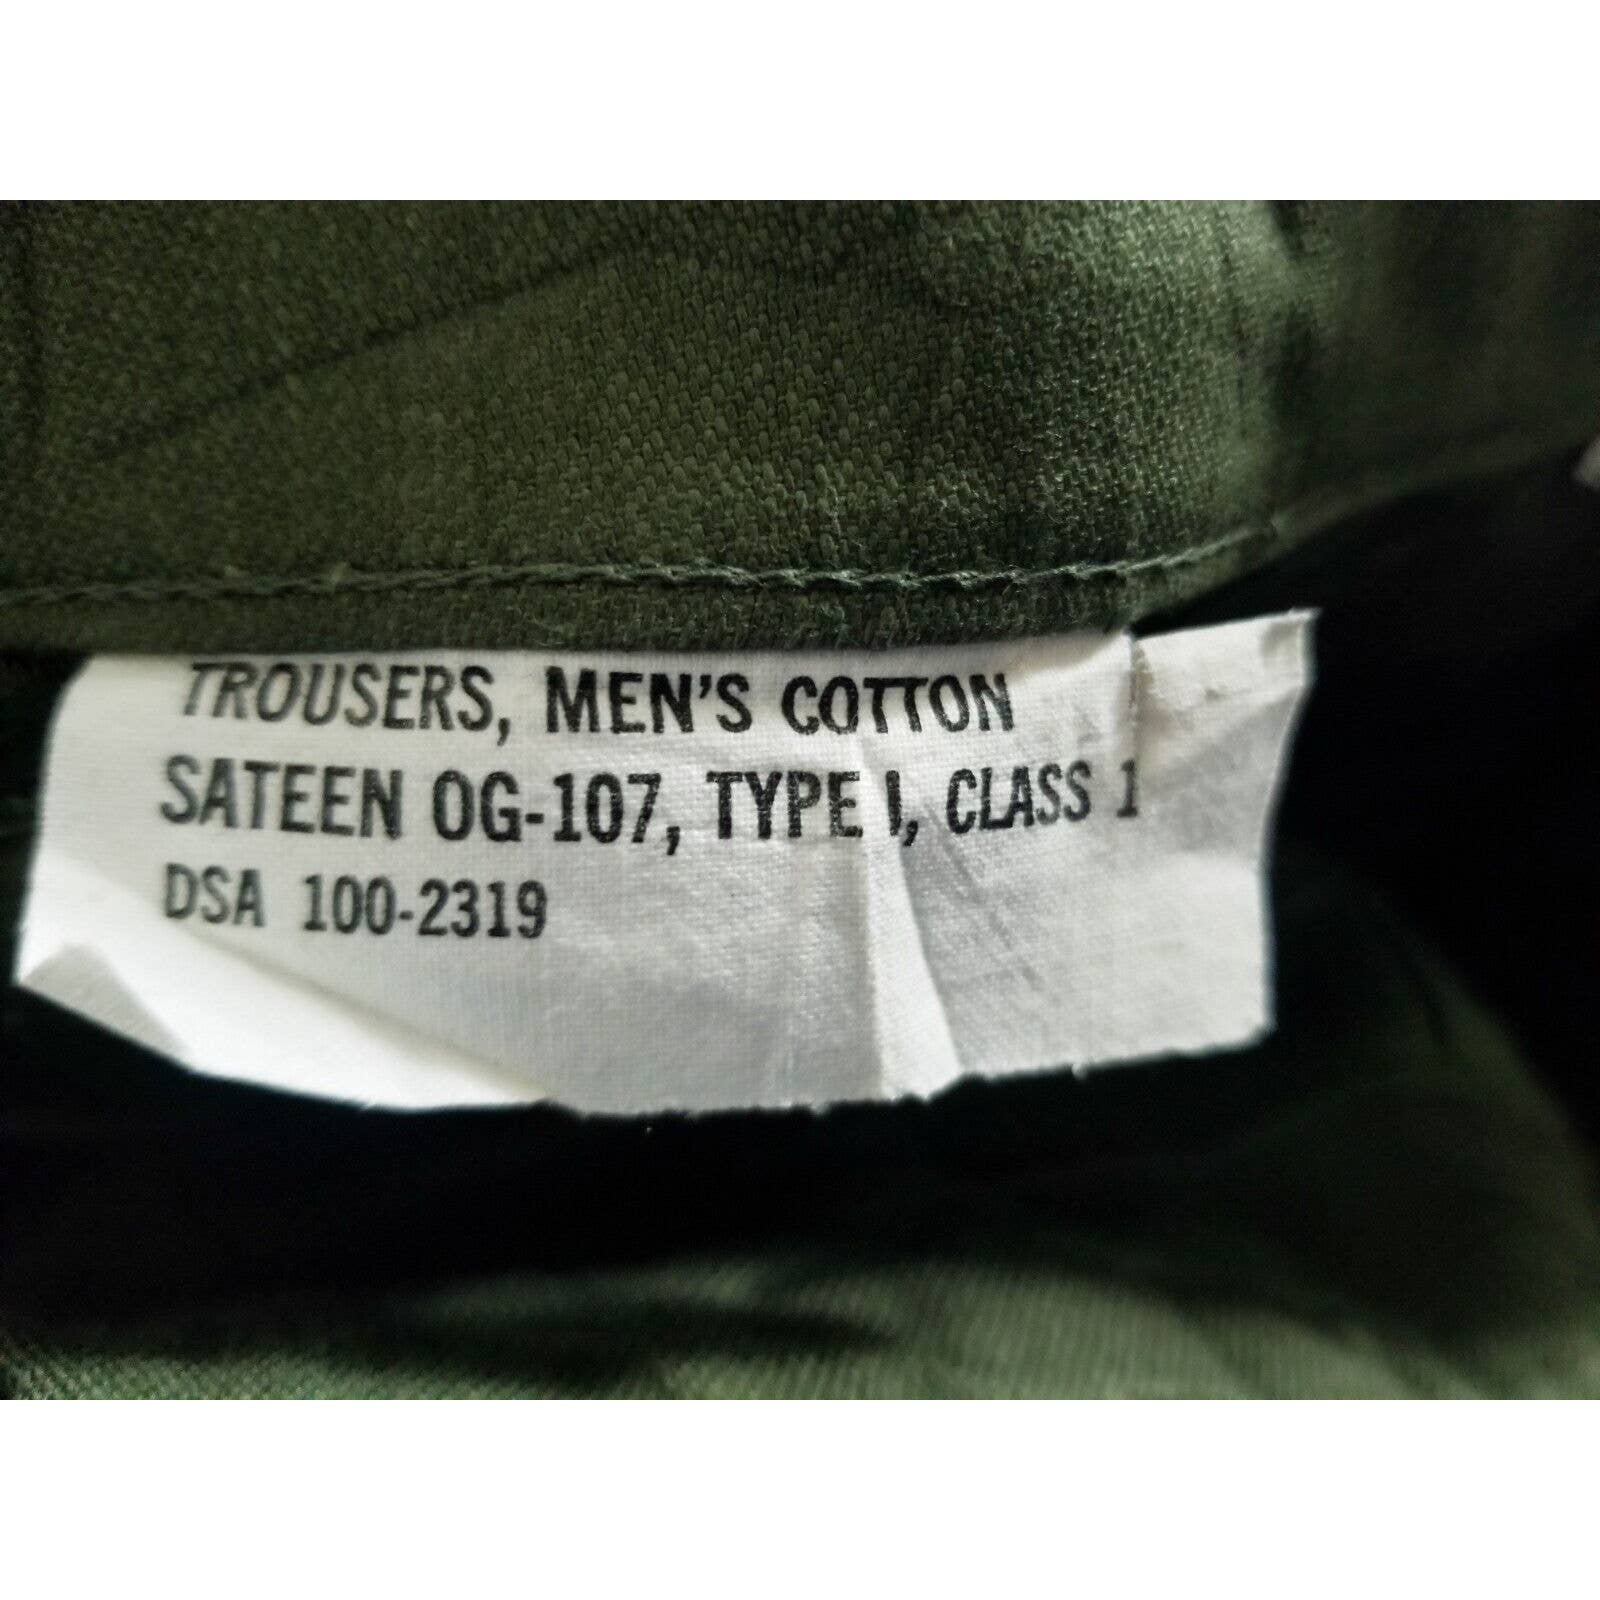 TROUSERS, MEN'S COTTON
SATEEN OG-107, TYPE I, CLASS 1
DSA 100-2319